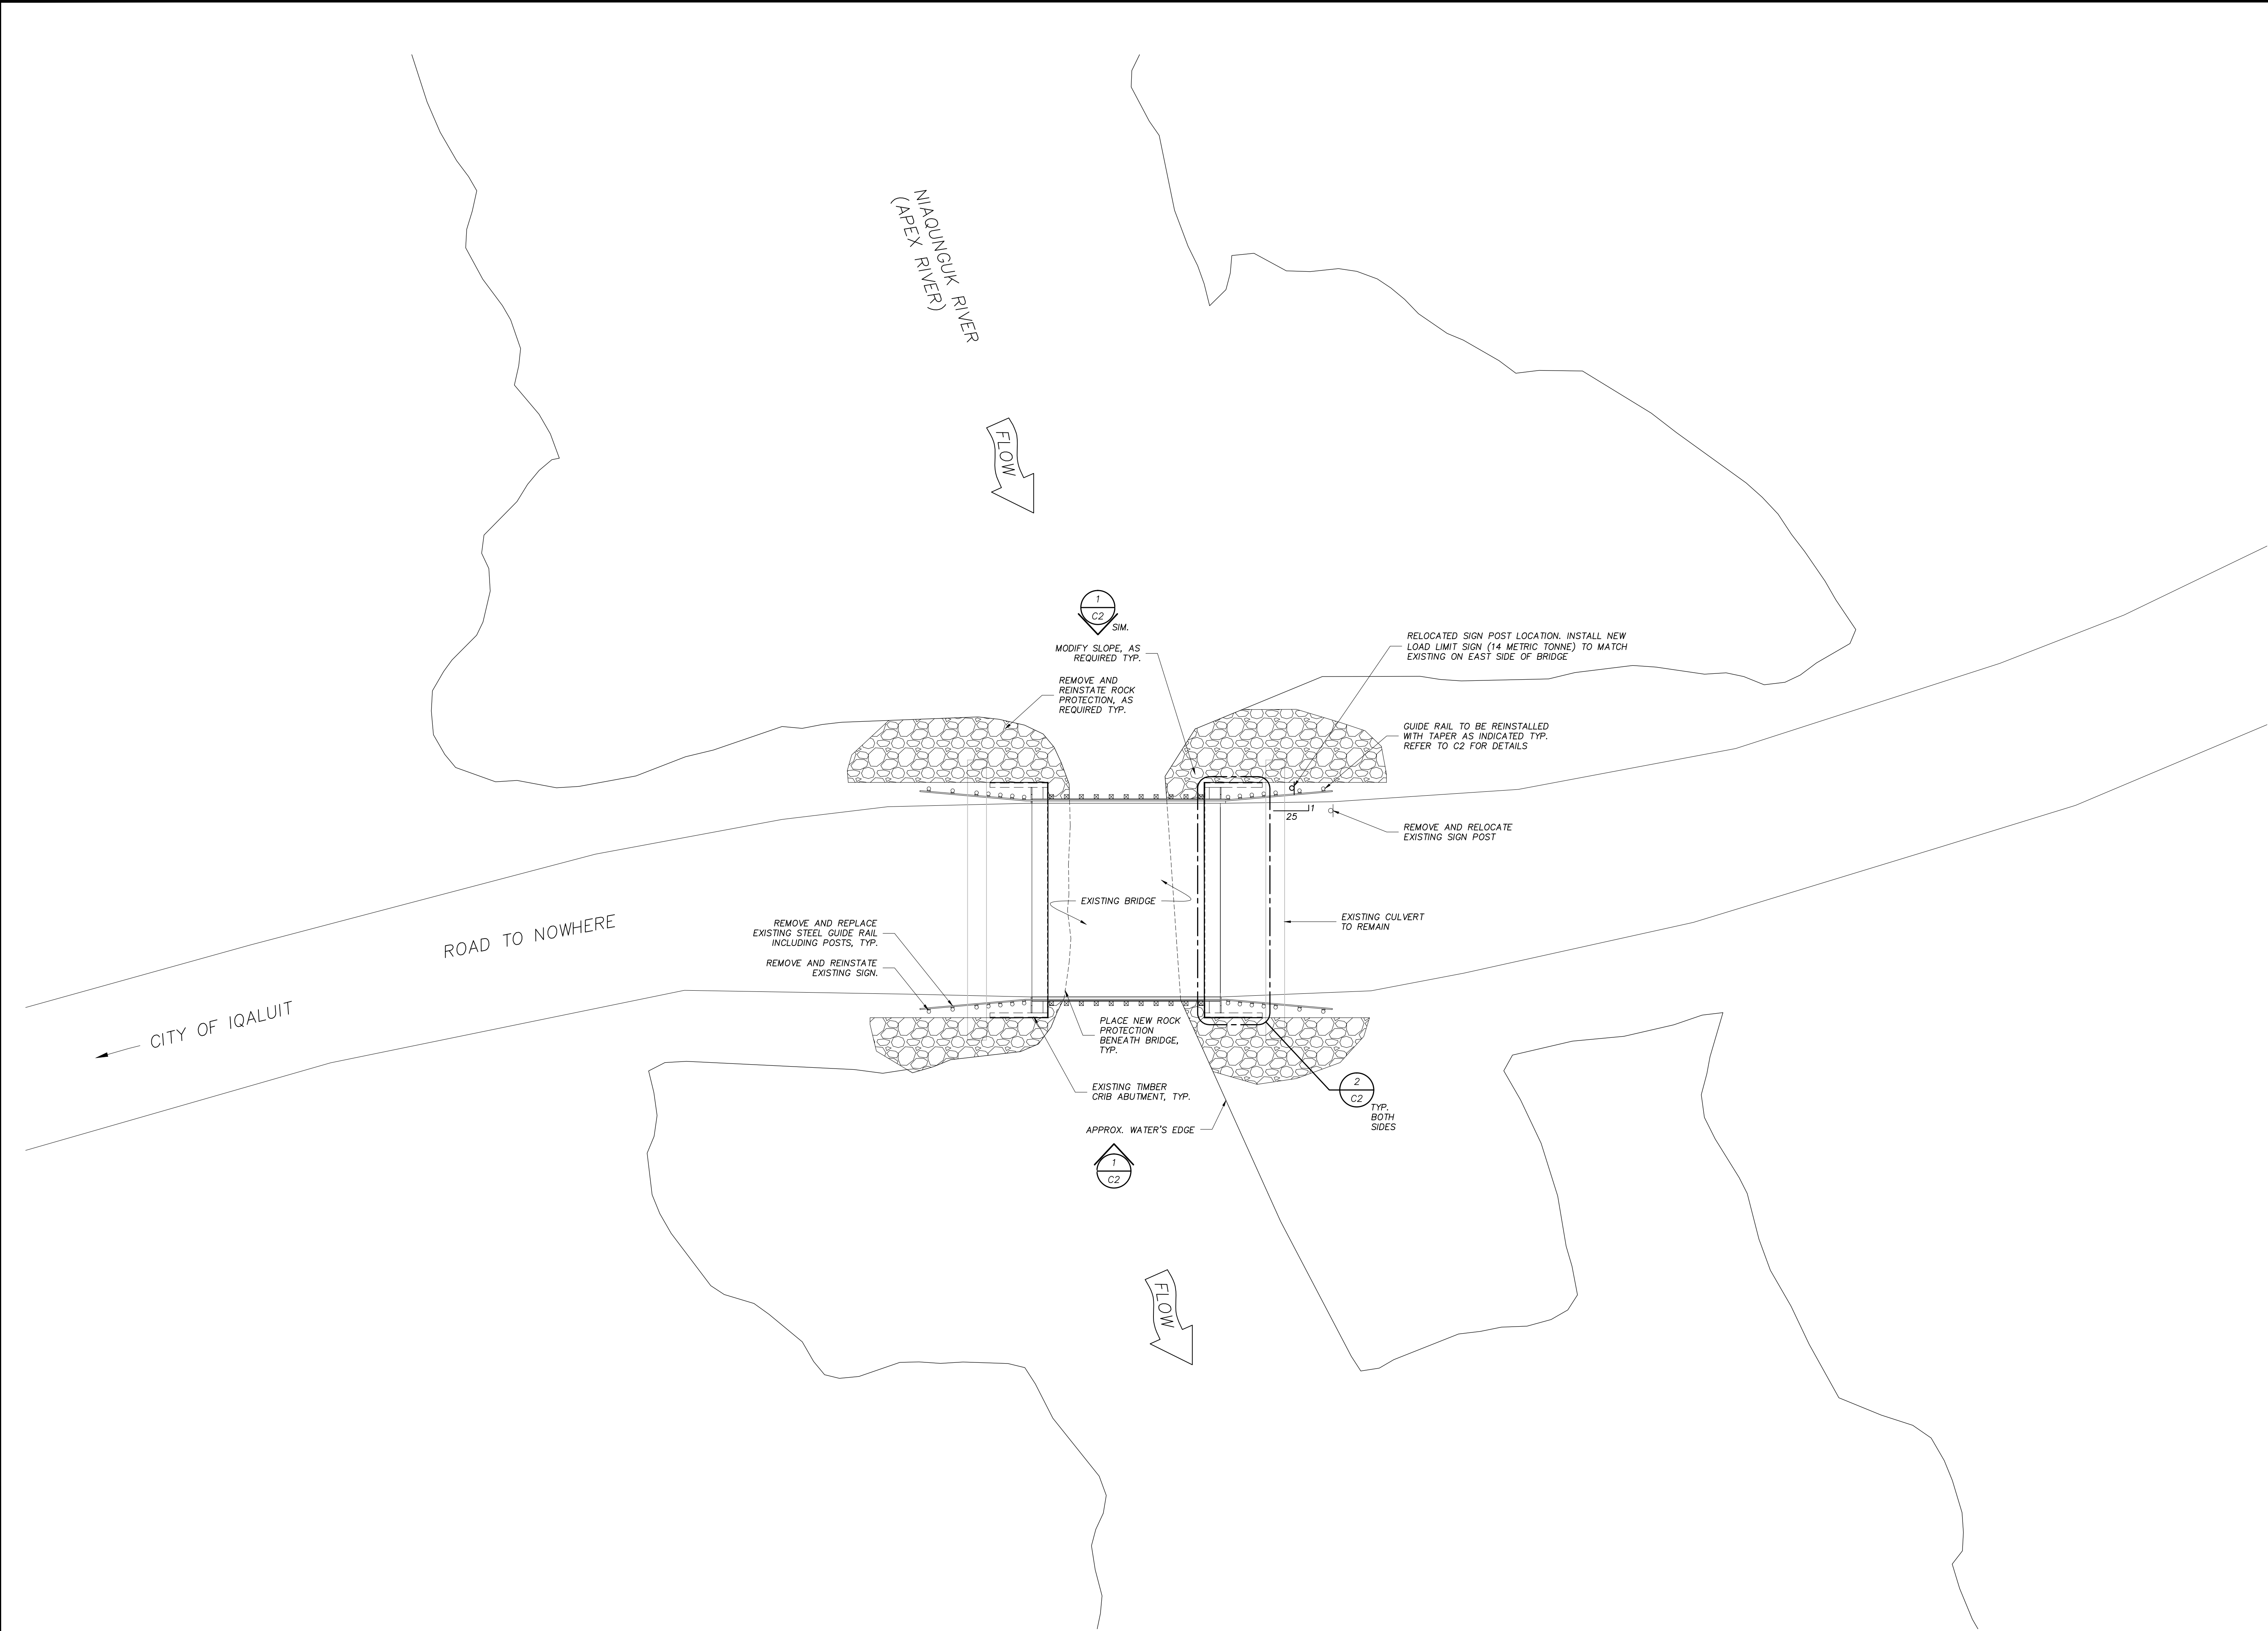 NIAQUNGUK RIVER
(APEX RIVER)
FLOW
1
C2
SIM.
MODIFY SLOPE, AS
REQUIRED TYP.
REMOVE AND
REINSTATE ROCK
PROTECTION, AS
REQUIRED TYP.
RELOCATED SIGN POST LOCATION. INSTALL NEW
LOAD LIMIT SIGN (14 METRIC TONNE) TO MATCH
EXISTING ON EAST SIDE OF BRIDGE
GUIDE RAIL TO BE REINSTALLED
WITH TAPER AS INDICATED TYP.
REFER TO C2 FOR DETAILS
1
25
REMOVE AND RELOCATE
EXISTING SIGN POST
EXISTING BRIDGE
EXISTING CULVERT
TO REMAIN
REMOVE AND REPLACE
EXISTING STEEL GUIDE RAIL
INCLUDING POSTS, TYP.
REMOVE AND REINSTATE
EXISTING SIGN.
ROAD TO NOWHERE
CITY OF IQALUIT
PLACE NEW ROCK
PROTECTION
BENEATH BRIDGE,
TYP.
EXISTING TIMBER
CRIB ABUTMENT, TYP.
APPROX. WATER'S EDGE
2
C2
TYP.
BOTH
SIDES
1
C2
FLOW